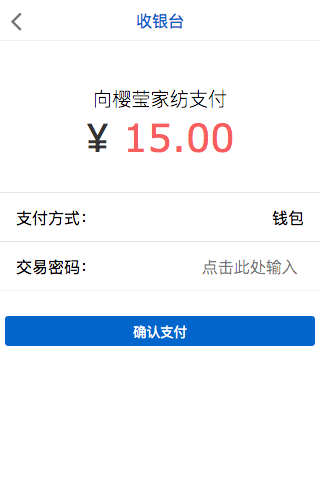 收银台
向樱莹家纺支付
¥ 15.00
支付方式： 钱包
交易密码： 点击此处输入
确认支付